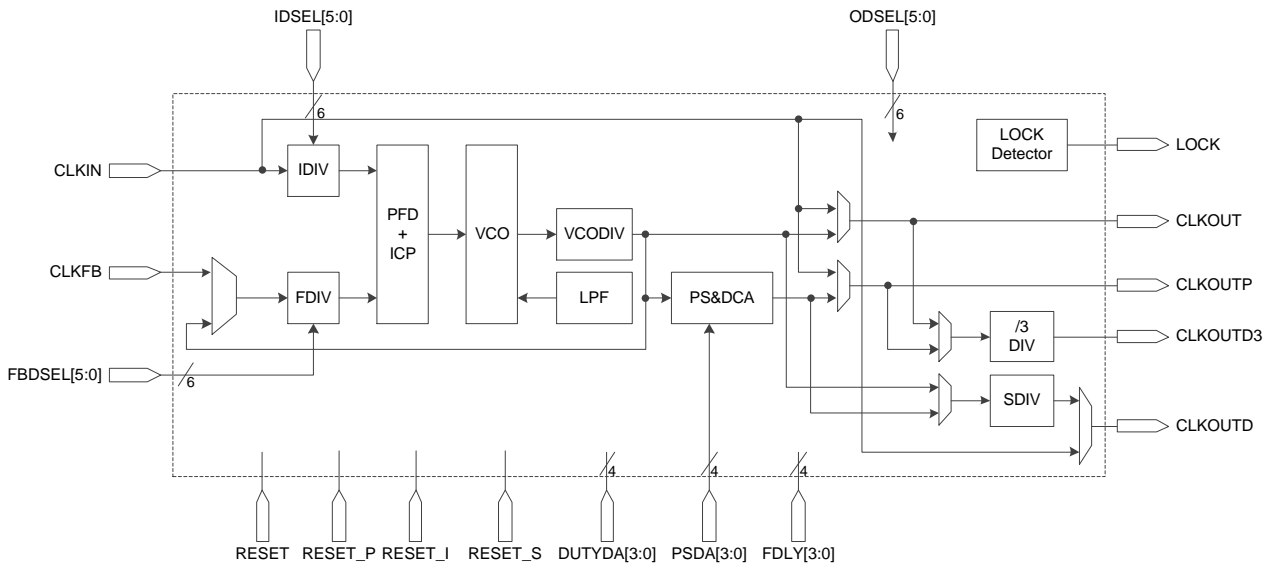 IDSEL[5:0]
ODSEL[5:0]
6
6
CLKIN
IDIV
LOCK
Detector
LOCK
PFD
+
ICP
VCO
VCODIV
CLKOUT
CLKFB
FDIV
LPF
PS&DCA
CLKOUTP
/3
DIV
CLKOUTD3
FBDSEL[5:0]
6
SDIV
CLKOUTD
4
4
4
RESET
RESET_P
RESET_I
RESET_S
DUTYDA[3:0]
PSDA[3:0]
FDLY[3:0]